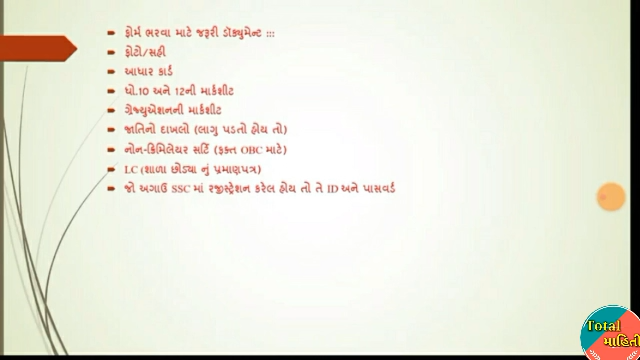 ફોર્મ ભરવા માટે જરૂરી ડૉક્યુમેન્ટ :::
ફોટો/સહી
આધાર કાર્ડ
ધો.10 અને 12ની માર્કશીટ
ગ્રેજ્યુએશનની માર્કશીટ
જાતિનો દાખલો (લાગુ પડતો હોય તો)
નોન-ક્રિમિલેયર સર્ટિ (ફક્ત OBC માટે)
LC (શાળા છોડ્યા નું પ્રમાણપત્ર)
જો અગાઉ SSC માં રજીસ્ટ્રેશન કરેલ હોય તો તે ID અને પાસવર્ડ
Total
માહિતી